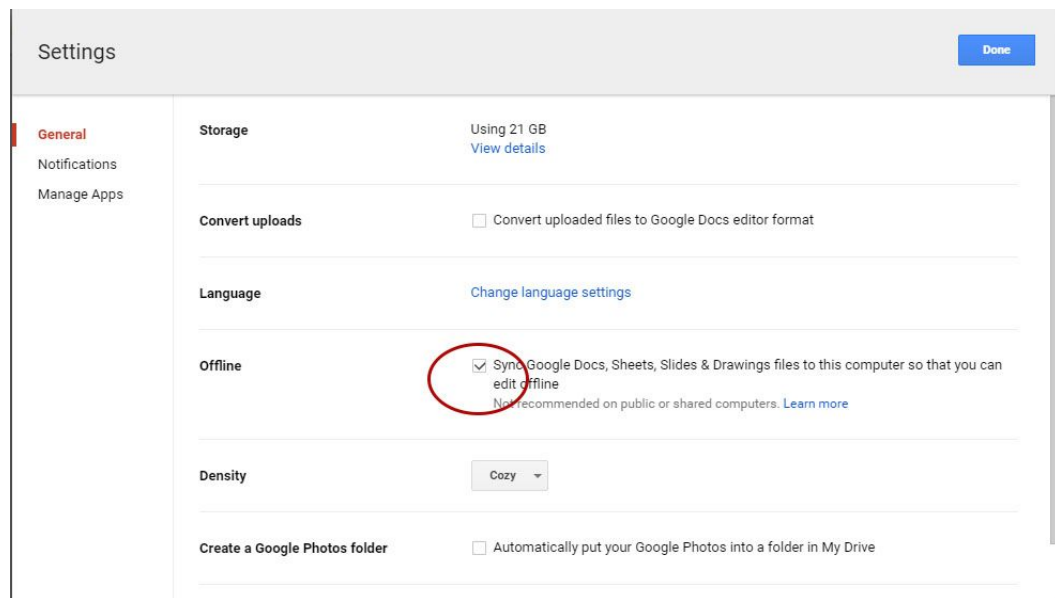 Settings
Done
General
Notifications
Manage Apps
Storage
Using 21 GB
View details
Convert uploads
Convert uploaded files to Google Docs editor format
Language
Change language settings
Offline
Sync Google Docs, Sheets, Slides & Drawings files to this computer so that you can
edit offline
Not recommended on public or shared computers. Learn more
Density
Cozy
Create a Google Photos folder
Automatically put your Google Photos into a folder in My Drive